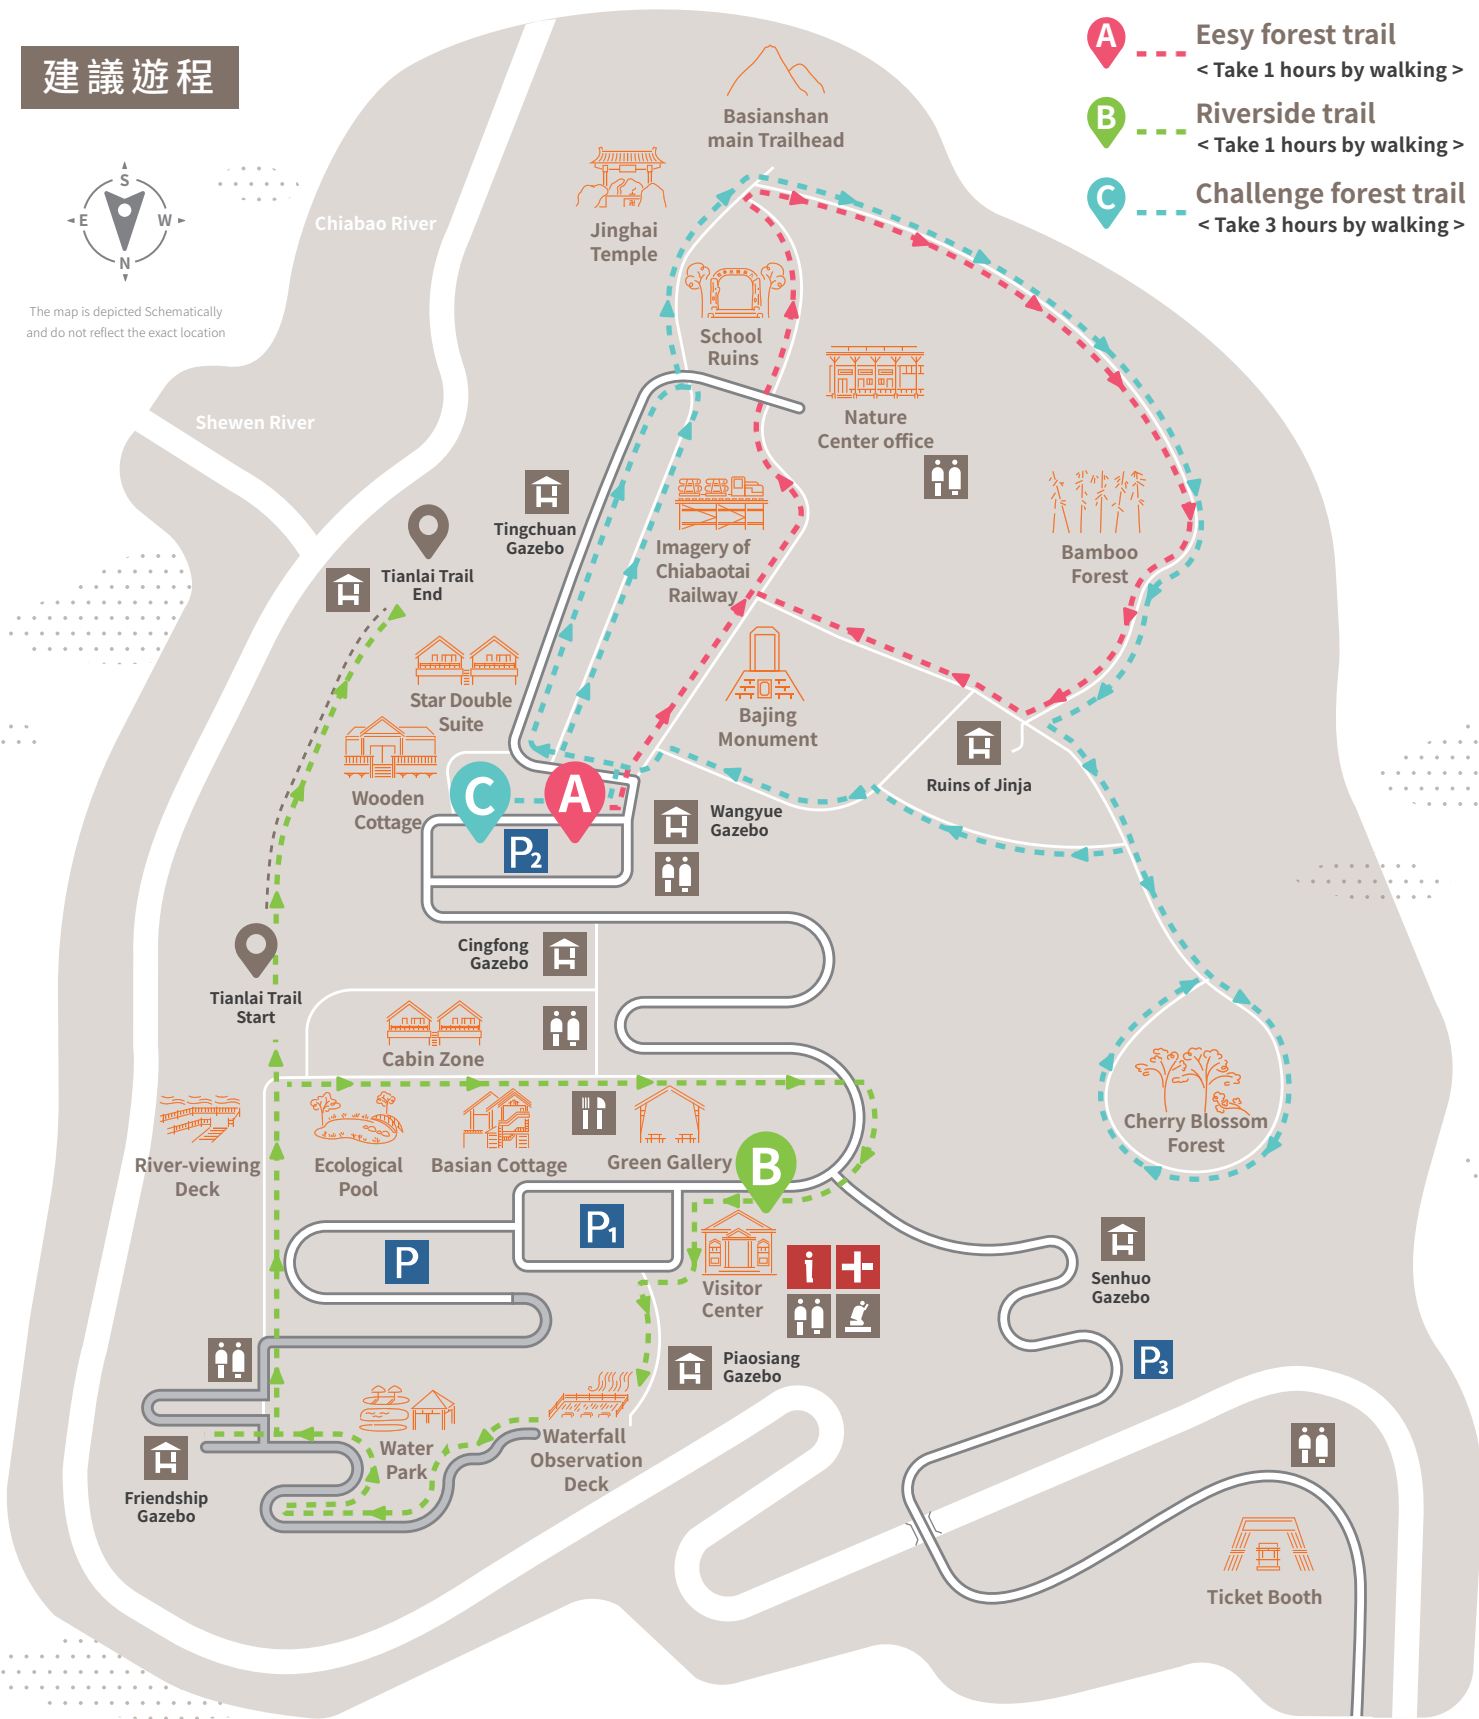 建議遊程
A
Eesy forest trail
< Take 1 hours by walking >
B
Riverside trail
< Take 1 hours by walking >
C
Challenge forest trail
< Take 3 hours by walking >
S
E
W
N
The map is depicted Schematically
and do not reflect the exact location
Chiabao River
Shewen River
Basianshan
main Trailhead
Jinghai
Temple
School
Ruins
Nature
Center office
Tingchuan
Gazebo
Imagery of
Chiabaotai
Railway
Bamboo
Forest
Tianlai Trail
End
Star Double
Suite
Wooden
Cottage
Bajing
Monument
Ruins of Jinja
C
A
P2
Wangyue
Gazebo
Cingfong
Gazebo
Tianlai Trail
Start
Cabin Zone
Cherry Blossom
Forest
River-viewing
Deck
Ecological
Pool
Basian Cottage
Green Gallery
B
P1
P
Visitor
Center
i
Senhuo
Gazebo
P3
Piaosiang
Gazebo
Water
Park
Waterfall
Observation
Deck
Friendship
Gazebo
Ticket Booth